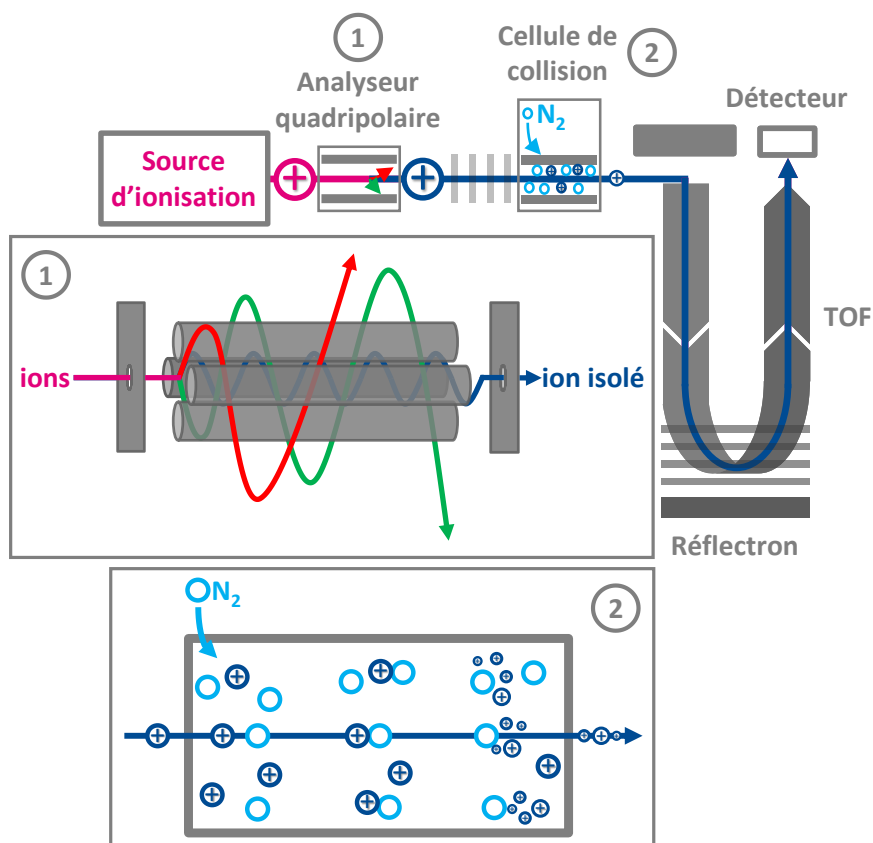 1
Analyseur
quadripolaire
Cellule de
collision
2
Détecteur
N₂
Source
d'ionisation
TOF
1
ions
ion isolé
Réflectron
N₂
2